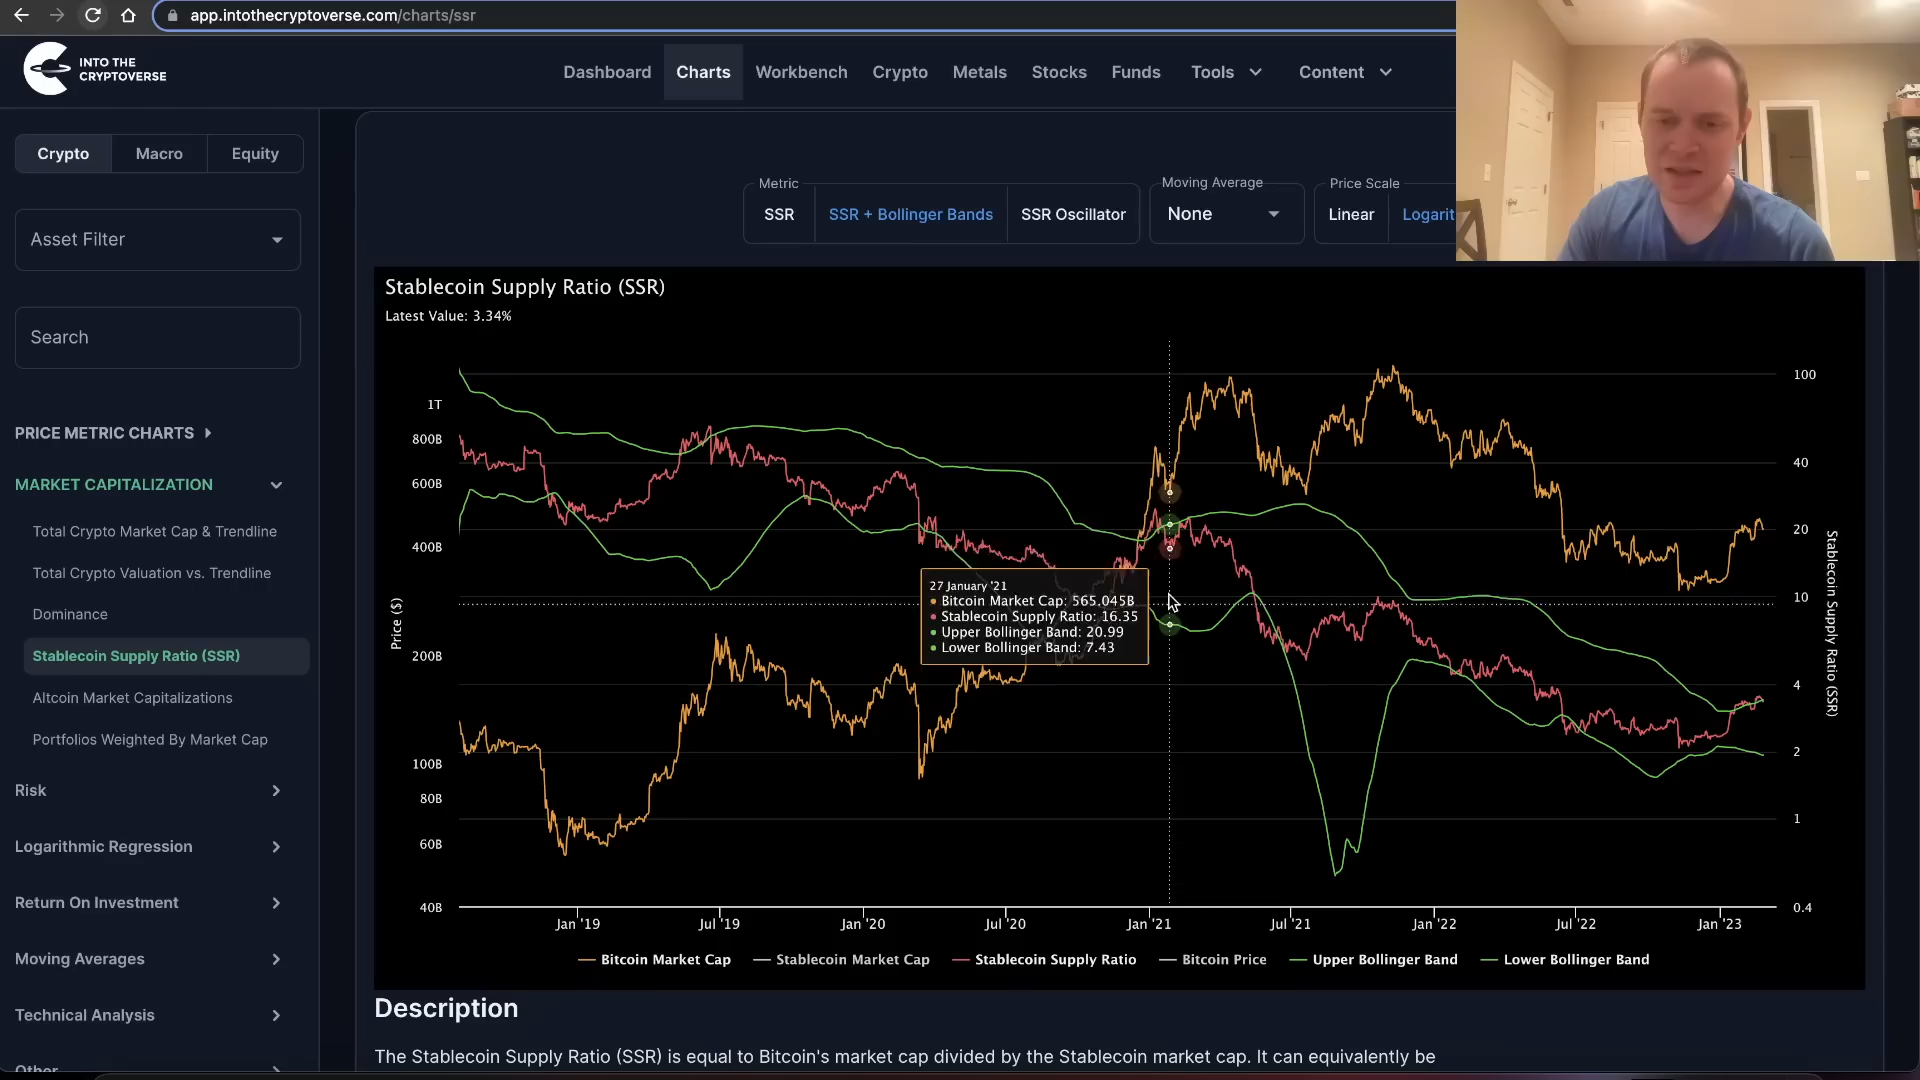 app.intothecryptoverse.com/charts/ssr
INTO THE
CRYPTOVERSE
Dashboard
Charts
Workbench
Crypto
Metals
Stocks
Funds
Tools
Content
Crypto
Macro
Equity
Asset Filter
Search
PRICE METRIC CHARTS
MARKET CAPITALIZATION
Total Crypto Market Cap & Trendline
Total Crypto Valuation vs. Trendline
Dominance
Stablecoin Supply Ratio (SSR)
Altcoin Market Capitalizations
Portfolios Weighted By Market Cap
Risk
Logarithmic Regression
Return On Investment
Moving Averages
Technical Analysis
Other
Metric
SSR
SSR + Bollinger Bands
SSR Oscillator
Moving Average
None
Price Scale
Linear
Logarit
Stablecoin Supply Ratio (SSR)
Latest Value: 3.34%
1T
800B
600B
400B
200B
100B
80B
60B
40B
Price ($)
27 January '21
Bitcoin Market Cap: 565.045B
Stablecoin Supply Ratio: 16.35
Upper Bollinger Band: 20.99
Lower Bollinger Band: 7.43
100
40
20
10
4
2
1
0.4
Stablecoin Supply Ratio (SSR)
Jan '19
Jul '19
Jan '20
Jul '20
Jan '21
Jul '21
Jan '22
Jul '22
Jan '23
Bitcoin Market Cap
Stablecoin Market Cap
Stablecoin Supply Ratio
Bitcoin Price
Upper Bollinger Band
Lower Bollinger Band
Description
The Stablecoin Supply Ratio (SSR) is equal to Bitcoin's market cap divided by the Stablecoin market cap. It can equivalently be